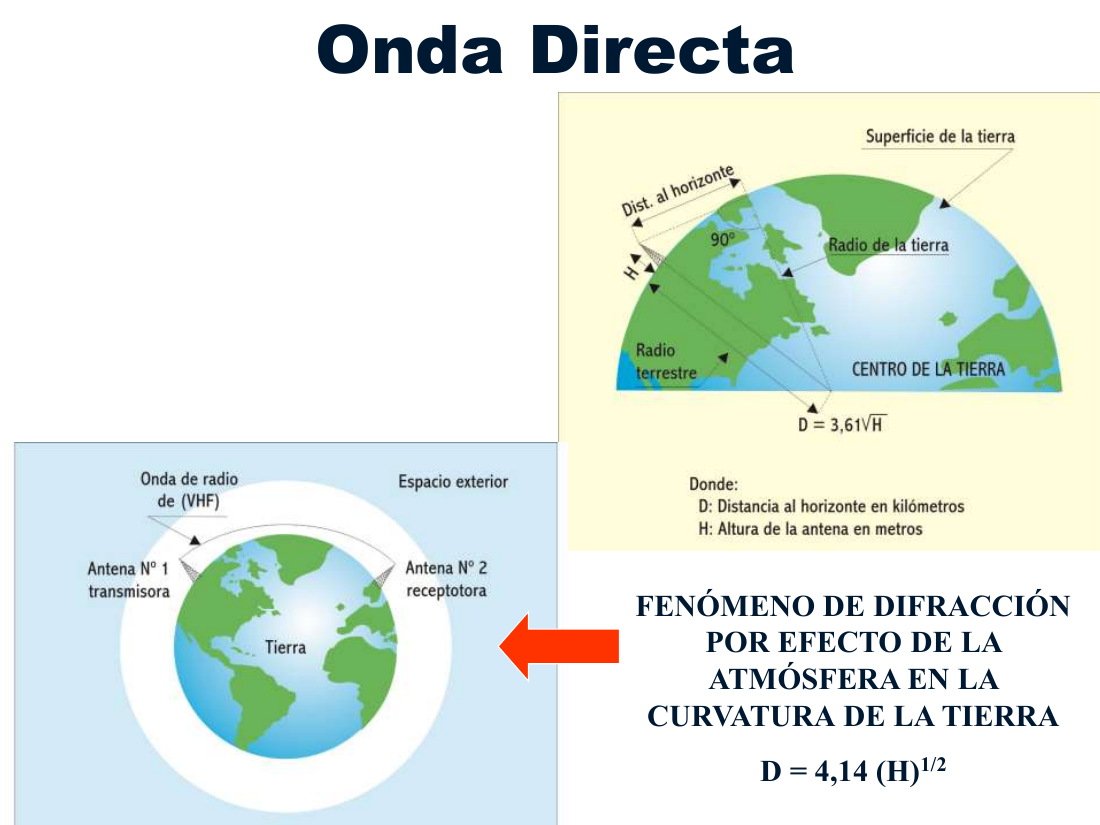 Onda Directa
Superficie de la tierra
Dist. al horizonte
90°
Radio de la tierra
H
Radio
terrestre
CENTRO DE LA TIERRA
D = 3,61√H
Donde:
D: Distancia al horizonte en kilómetros
H: Altura de la antena en metros
Onda de radio
de (VHF)
Espacio exterior
Antena Nº 1
transmisora
Antena Nº 2
receptotora
Tierra
FENÓMENO DE DIFRACCIÓN
POR EFECTO DE LA
ATMÓSFERA EN LA
CURVATURA DE LA TIERRA
D = 4,14 (H)1/2